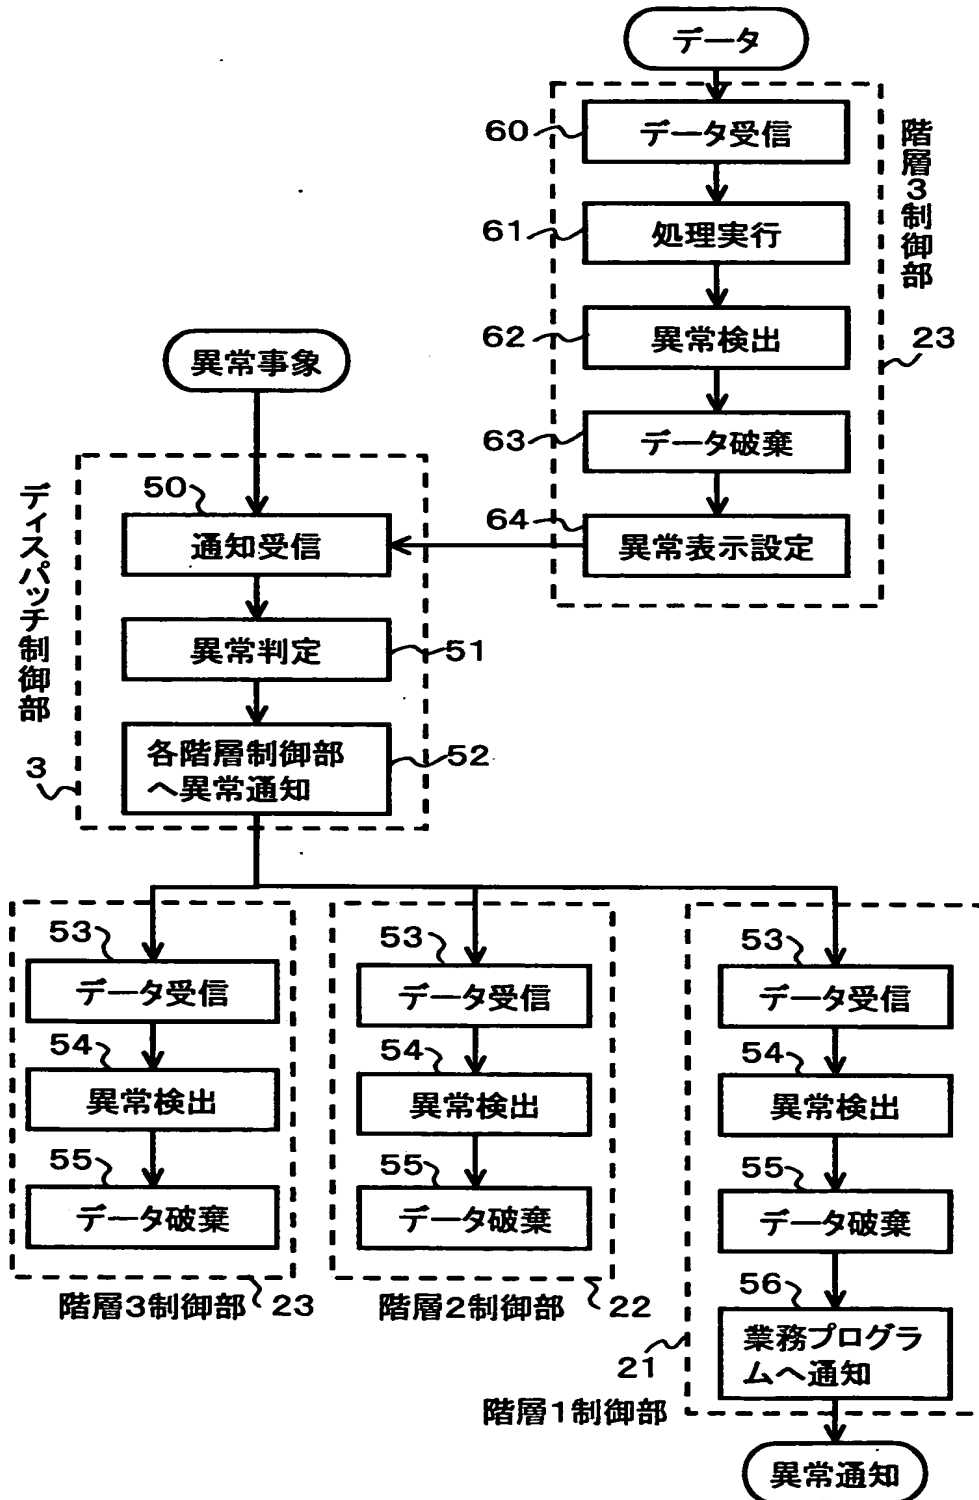 データ
60
データ受信
階層3制御部
61
処理実行
62
異常検出
23
63
データ破棄
64
異常表示設定
異常事象
ディスパッチ制御部
50
通知受信
異常判定
51
各階層制御部
へ異常通知
52
3
53
データ受信
54
異常検出
55
データ破棄
階層3制御部
23
53
データ受信
54
異常検出
55
データ破棄
階層2制御部
22
53
データ受信
54
異常検出
55
データ破棄
56
業務プログラ
ムへ通知
21
階層1制御部
異常通知